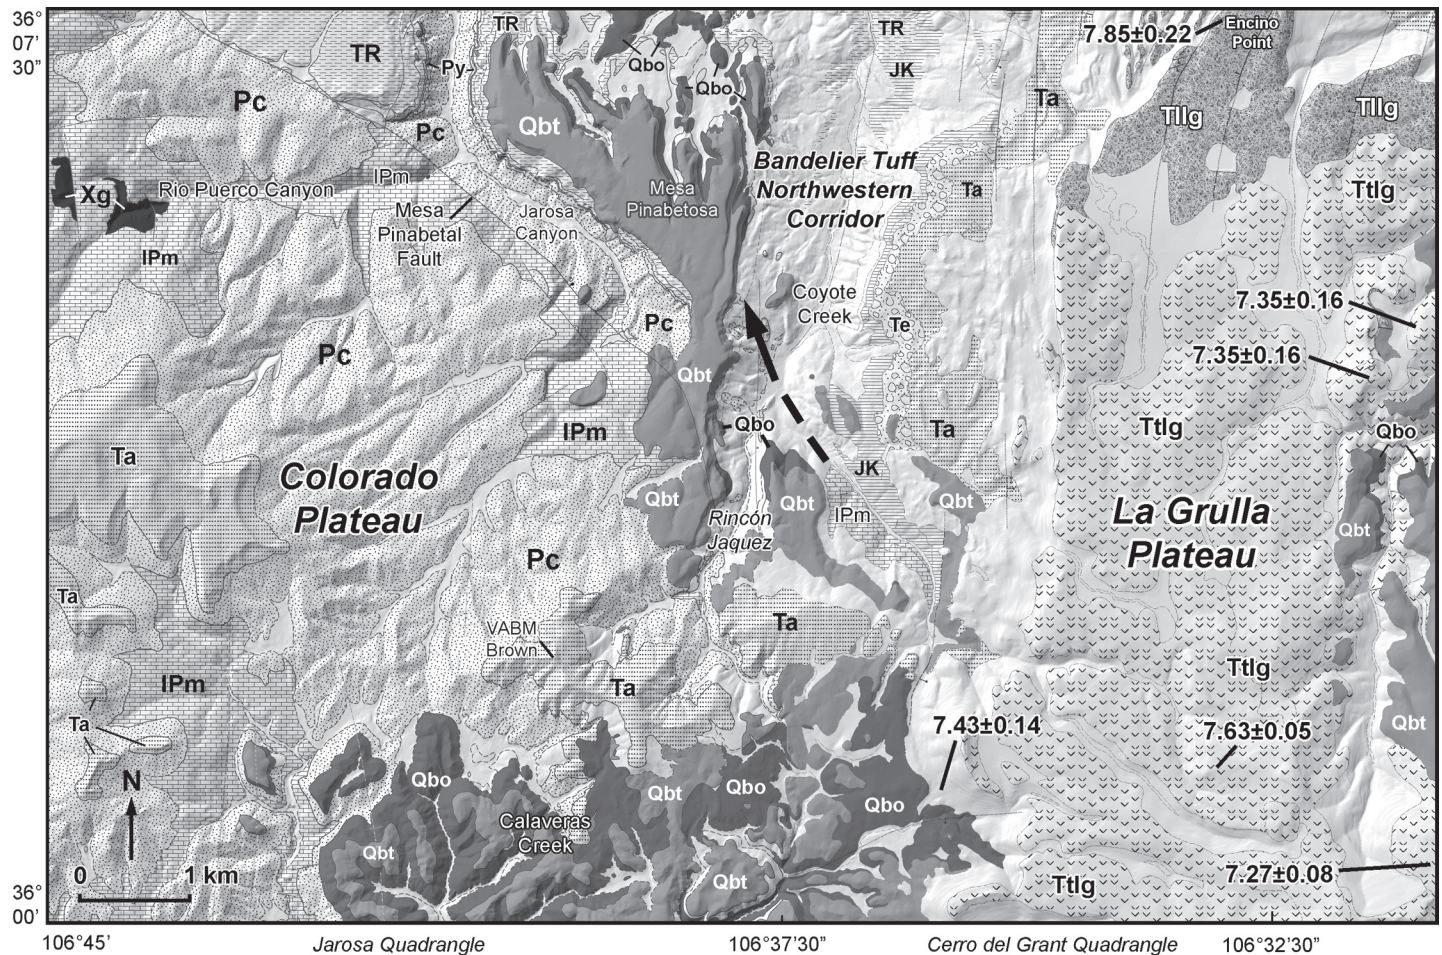 36°
07'
30"
TR
TR
Qbo
Qbo
TR
JK
7.85±0.22
Encino
Point
Py
Pc
Pc
Qbt
Ta
Tllg
Tllg
Bandelier Tuff
Northwestern
Corridor
Xg
Rio Puerco Canyon
IPm
Mesa
Pinabetosa
Ta
Ttlg
Mesa
Pinabetal
Fault
Jarosa
Canyon
IPm
Coyote
Creek
7.35±0.16
Pc
Te
Pc
7.35±0.16
Qbt
Ta
IPm
Qbo
Ta
Ttlg
Qbo
Colorado
Plateau
JK
Qbt
Qbt
Qbt
IPm
Rincón
Jaquez
La Grulla
Plateau
Qbt
Pc
Ta
VABM
Brown
Ta
Ttlg
IPm
Ta
Ta
7.43±0.14
7.63±0.05
Qbt
N
Qbo
Qbt
Qbo
Qbo
Calaveras
Creek
Qbt
Qbt
0
1 km
7.27±0.08
Ttlg
36°
00'
106°45'
Jarosa Quadrangle
106°37'30"
Cerro del Grant Quadrangle
106°32'30"